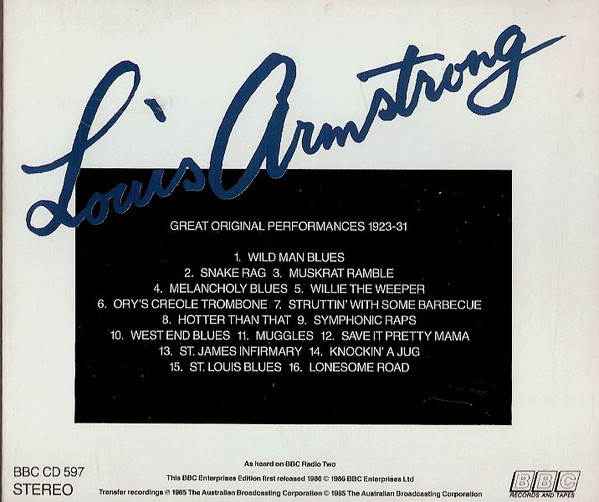 Louis Armstrong
GREAT ORIGINAL PERFORMANCES 1923-31
1. WILD MAN BLUES
2. SNAKE RAG 3. MUSKRAT RAMBLE
4. MELANCHOLY BLUES 5. WILLIE THE WEEPER
6. ORY'S CREOLE TROMBONE 7. STRUTTIN' WITH SOME BARBECUE
8. HOTTER THAN THAT 9. SYMPHONIC RAPS
10. WEST END BLUES 11. MUGGLES 12. SAVE IT PRETTY MAMA
13. ST. JAMES INFIRMARY 14. KNOCKIN' A JUG
15. ST. LOUIS BLUES 16. LONESOME ROAD
As heard on BBC Radio Two
BBC CD 597
STEREO
This BBC Enterprises Edition first released 1986 © 1986 BBC Enterprises Ltd
Transfer recordings ℗ 1985 The Australian Broadcasting Corporation © 1985 The Australian Broadcasting Corporation
BBC
RECORDS AND TAPES